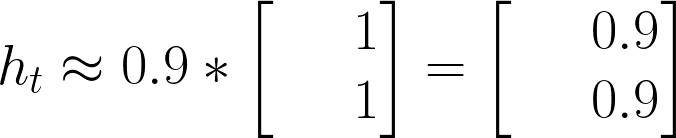 h_t ≈ 0.9 * [1 1] = [0.9 0.9]